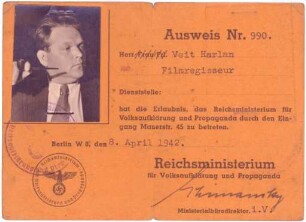 Ausweis Nr. 990.
Herr Frau Frl. Veit Harlan
Filmregisseur
Dienststelle:
hat die Erlaubnis, das Reichsministerium für
Volksaufklärung und Propaganda durch den Ein-
gang Mauerstr. 45 zu betreten.
Berlin W 8, den 8. April 1942.
Reichsministerium
für Volksaufklärung und Propaganda
Ministerialbürodirektor i.V.